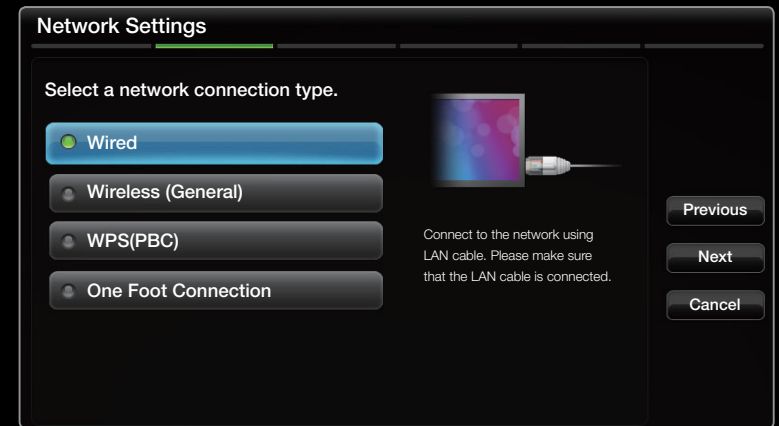 Network Settings
Select a network connection type.
Wired
Wireless (General)
WPS(PBC)
One Foot Connection
Connect to the network using
LAN cable. Please make sure
that the LAN cable is connected.
Previous
Next
Cancel